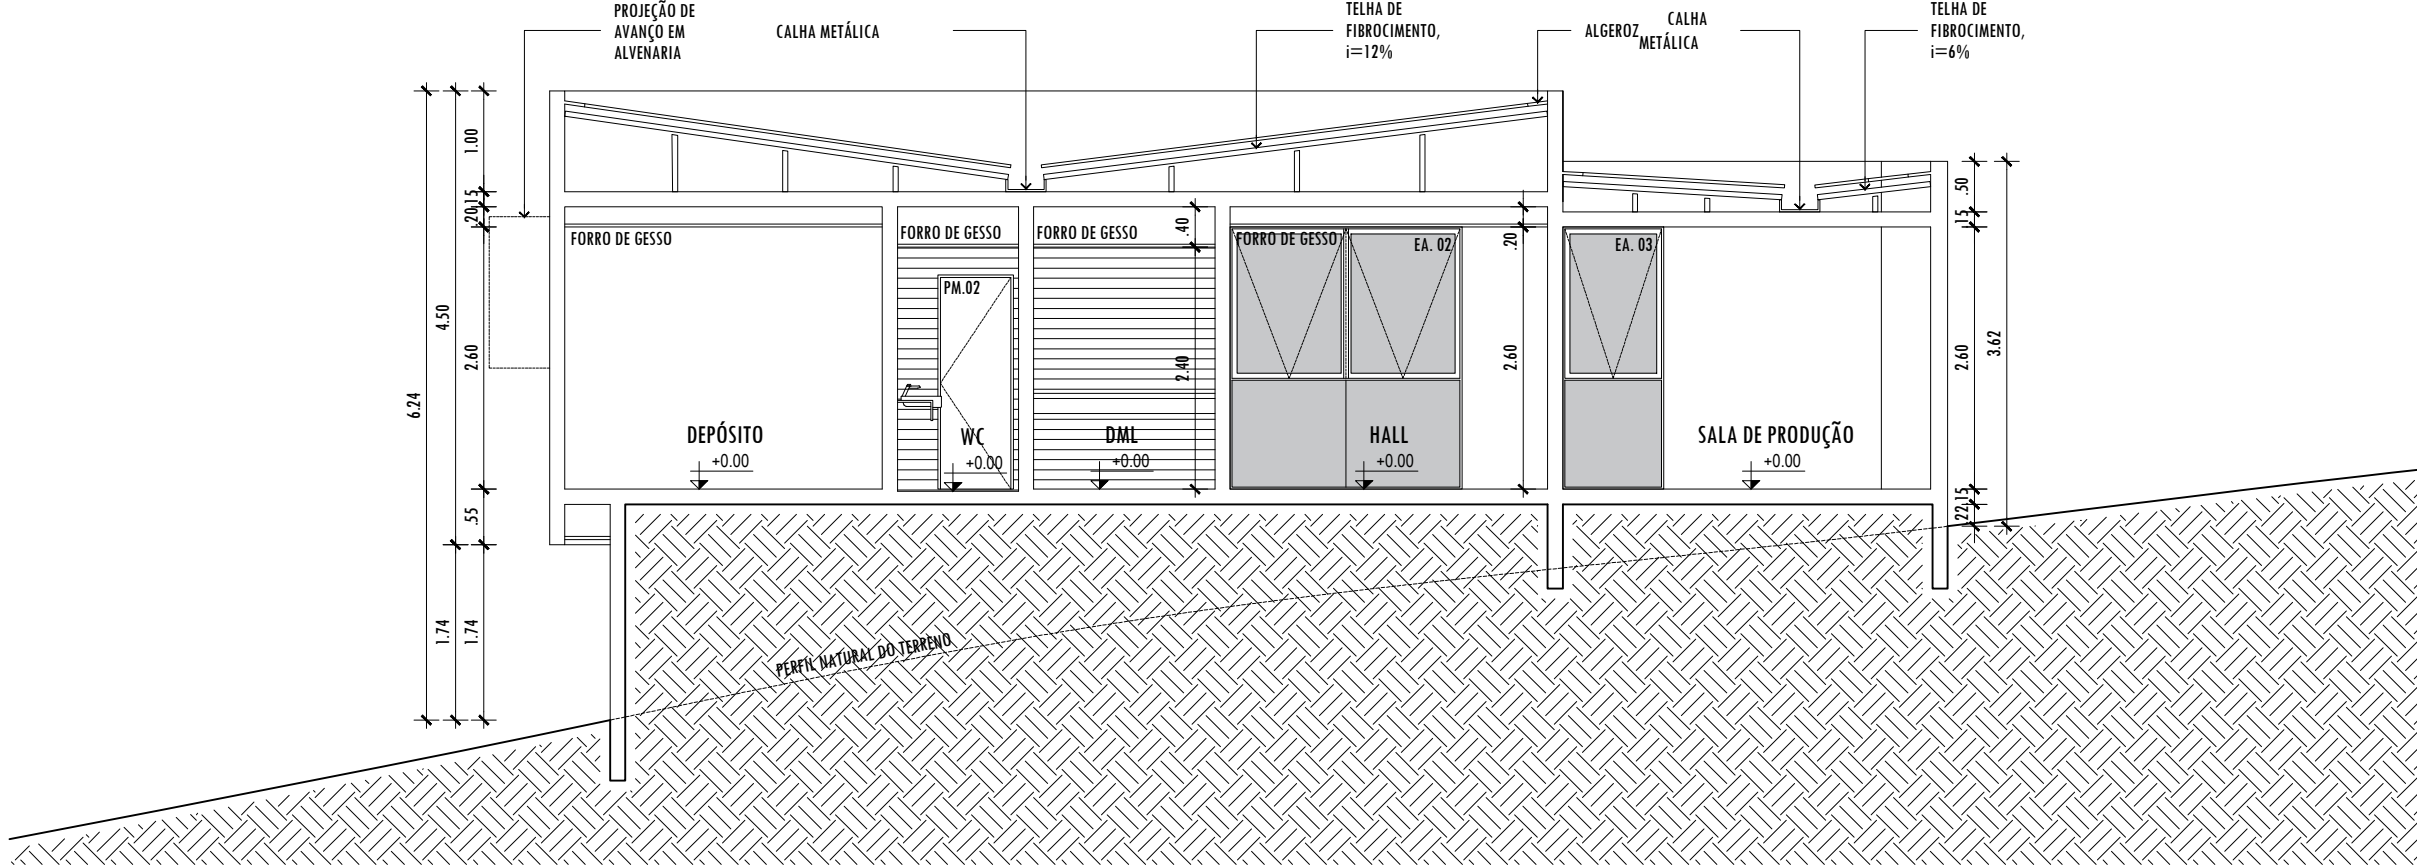 PROJEÇÃO DE
AVANÇO EM
ALVENARIA
CALHA METÁLICA
TELHA DE
FIBROCIMENTO,
i=12%
ALGEROZ
CALHA
METÁLICA
TELHA DE
FIBROCIMENTO,
i=6%
1.00
.15
.20
4.50
2.60
6.24
.55
1.74
1.74
FORRO DE GESSO
FORRO DE GESSO
FORRO DE GESSO
FORRO DE GESSO
.40
2.40
.20
2.60
EA. 02
EA. 03
PM.02
DEPÓSITO
+0.00
WC
+0.00
DML
+0.00
HALL
+0.00
SALA DE PRODUÇÃO
+0.00
.50
.15
2.60
3.62
.15
.22
PERFIL NATURAL DO TERRENO